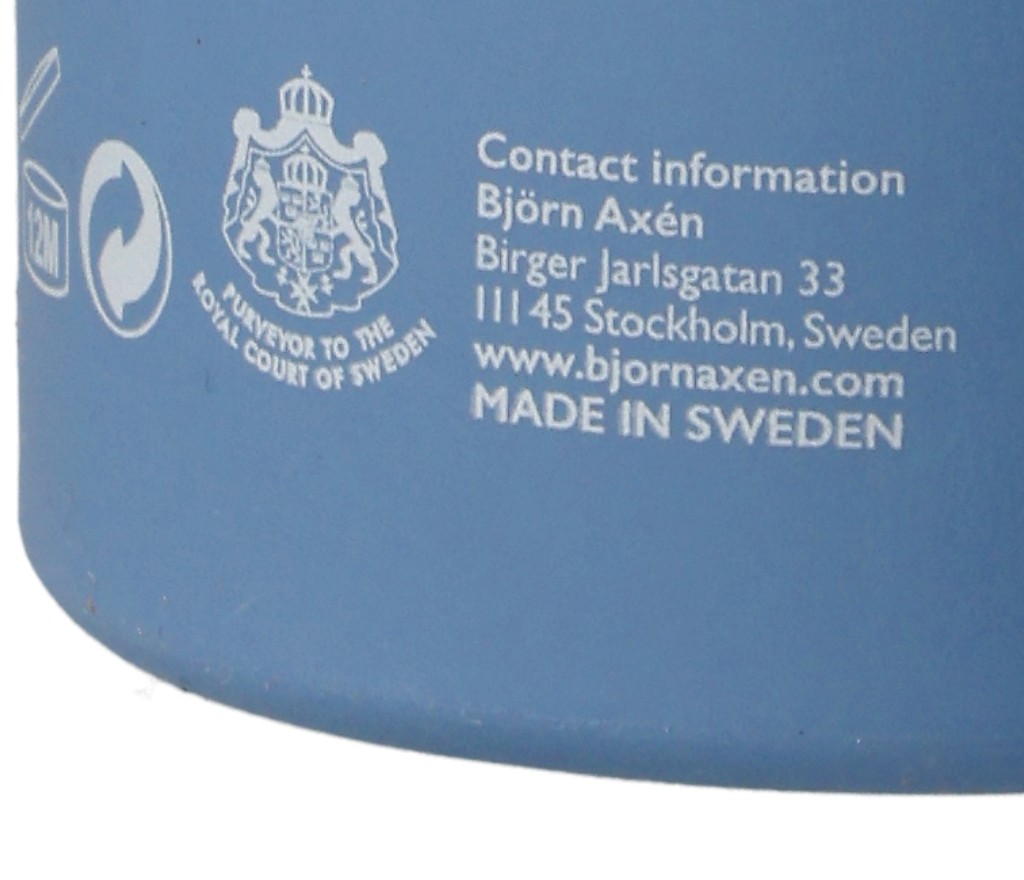 12M
PURVEYOR TO THE
ROYAL COURT OF SWEDEN
Contact information
Björn Axén
Birger Jarlsgatan 33
111 45 Stockholm, Sweden
www.bjornaxen.com
MADE IN SWEDEN